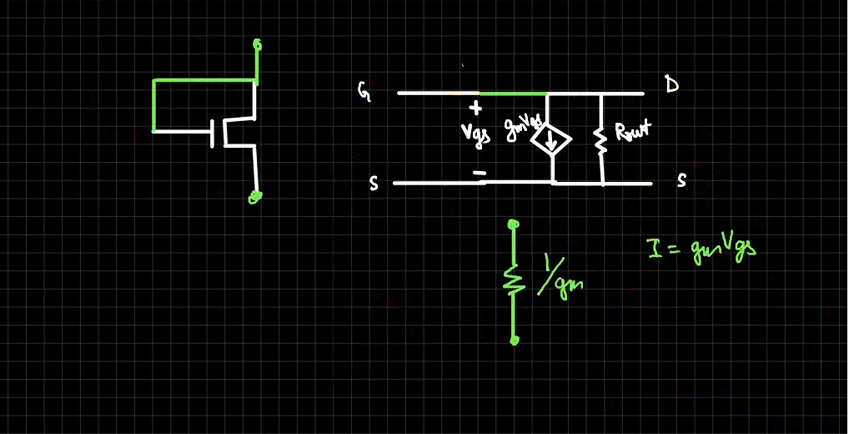 G D
+
Vgs gmVgs Rout
-
S S
I = gmVgs
1/gm